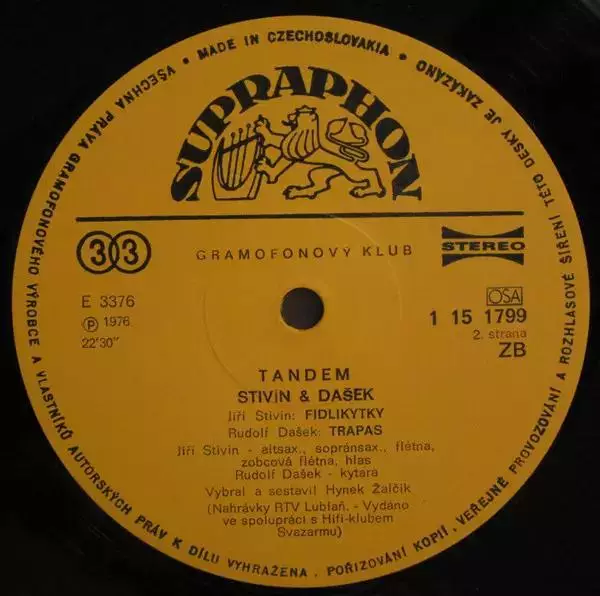 VŠECHNA PRÁVA GRAMOFONOVÉHO VÝROBCE A VLASTNÍKŮ AUTORSKÝCH PRÁV K DÍLU VYHRAŽENA. POŘIZOVÁNÍ KOPIÍ, VEŘEJNÉ PROVOZOVÁNÍ A ROZHLASOVÉ ŠÍŘENÍ TÉTO DESKY JE ZAKÁZÁNO
• MADE IN CZECHOSLOVAKIA •
SUPRAPHON
33
GRAMOFONOVÝ KLUB
STEREO
E 3376
℗ 1976
22'30"
OSA
1 15 1799
2. strana
ZB
TANDEM
STIVÍN & DAŠEK
Jiří Stivín: FIDLIKYTKY
Rudolf Dašek: TRAPAS
Jiří Stivín - altsax., sopránsax., flétna,
zobcová flétna, hlas
Rudolf Dašek - kytara
Vybral a sestavil Hynek Žalčík
(Nahrávky RTV Lublaň. - Vydáno
ve spolupráci s Hifi-klubem
Svazarmu)